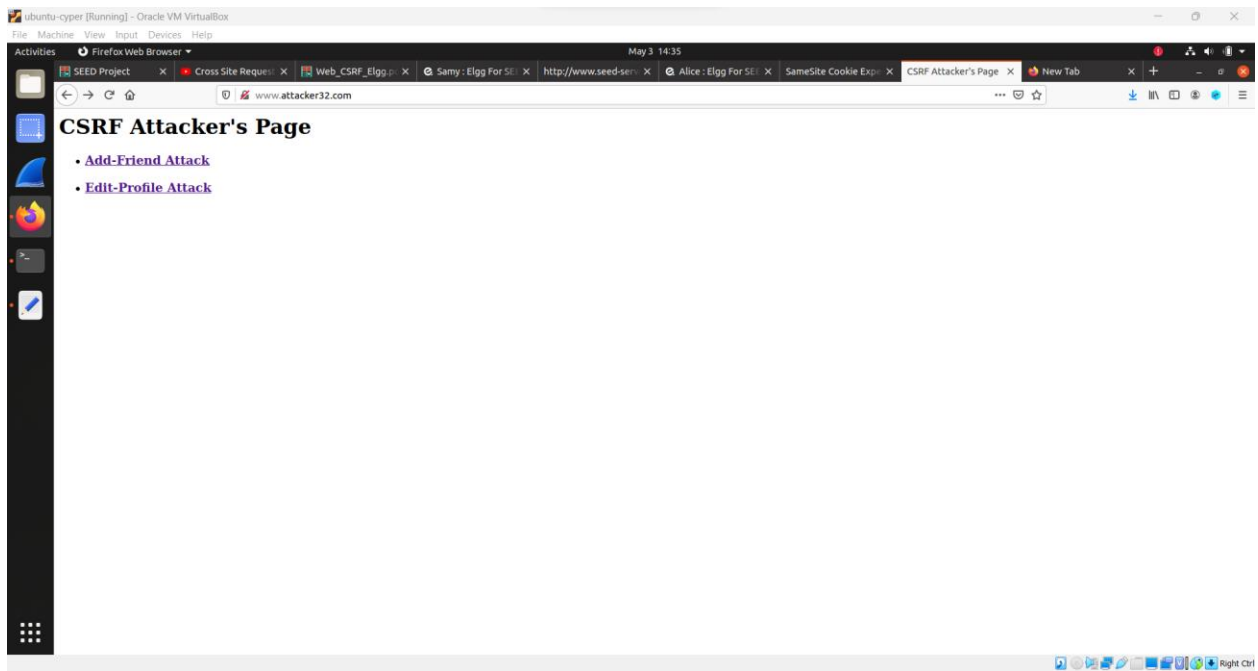 ubuntu-cyper [Running] - Oracle VM VirtualBox
File Machine View Input Devices Help
Activities Firefox Web Browser May 3 14:35
SEED Project Cross Site Request Web_CSRF_Elgg.p Samy : Elgg For SE http://www.seed-serv Alice : Elgg For SEE SameSite Cookie Expe CSRF Attacker's Page New Tab
www.attacker32.com
CSRF Attacker's Page
• Add-Friend Attack
• Edit-Profile Attack
Right Ctrl